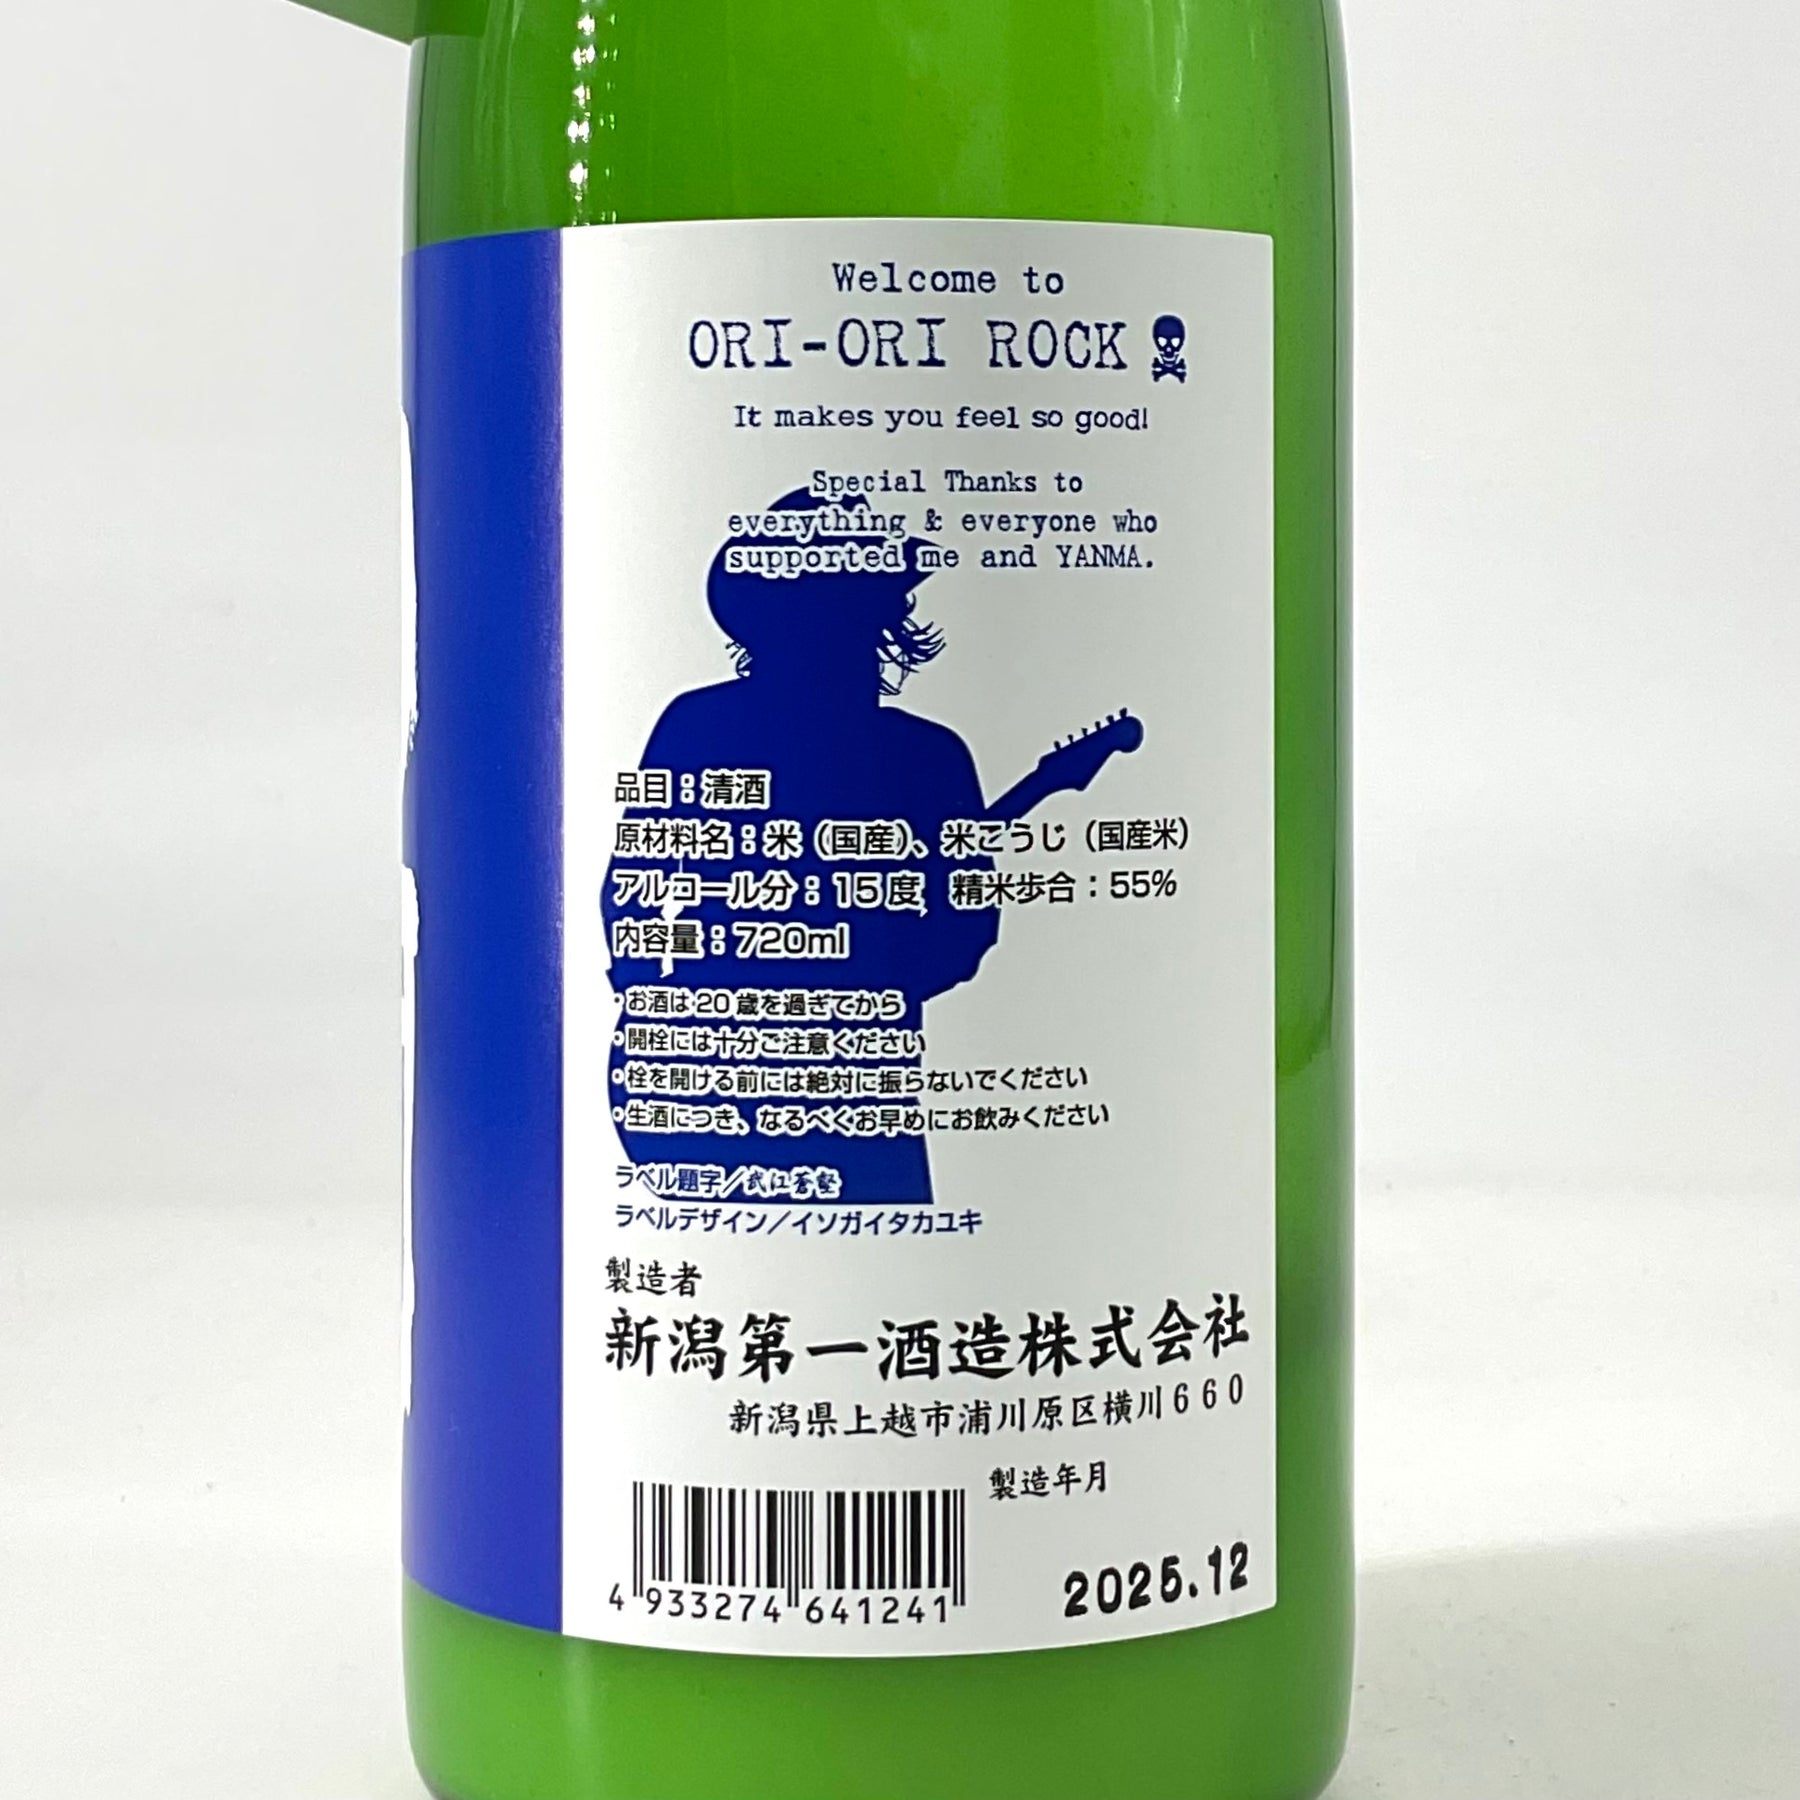 Welcome to
ORI-ORI ROCK
It makes you feel so good!
Special Thanks to
everything & everyone who
supported me and YANMA.
品目：清酒
原材料名：米（国産）、米こうじ（国産米）
アルコール分：15度 精米歩合：55%
内容量：720ml
・お酒は20歳を過ぎてから
・開栓には十分ご注意ください
・栓を開ける前には絶対に振らないでください
・生酒につき、なるべくお早めにお飲みください
ラベル題字／武江蒼壑
ラベルデザイン／イソガイタカユキ
製造者
新潟第一酒造株式会社
新潟県上越市浦川原区横川660
製造年月
2025.12
4 933274 641241